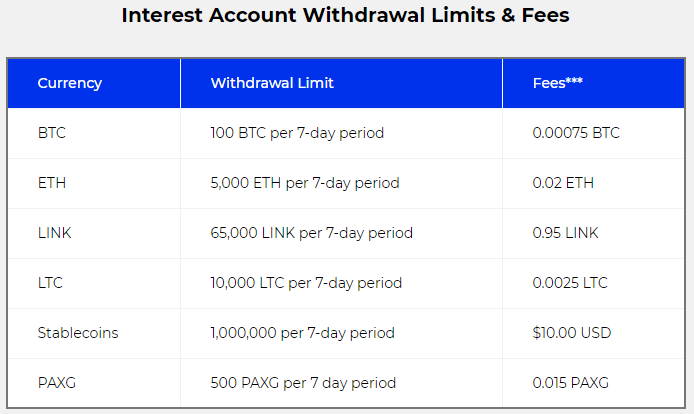 Interest Account Withdrawal Limits & Fees
Currency Withdrawal Limit Fees***
BTC 100 BTC per 7-day period 0.00075 BTC
ETH 5,000 ETH per 7-day period 0.02 ETH
LINK 65,000 LINK per 7-day period 0.95 LINK
LTC 10,000 LTC per 7-day period 0.0025 LTC
Stablecoins 1,000,000 per 7-day period $10.00 USD
PAXG 500 PAXG per 7 day period 0.015 PAXG